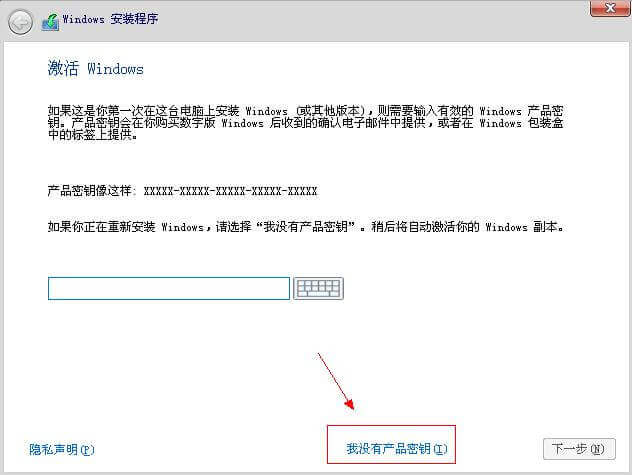 Windows 安装程序
激活 Windows
如果这是你第一次在这台电脑上安装 Windows (或其他版本)，则需要输入有效的 Windows 产品密
钥。产品密钥会在你购买数字版 Windows 后收到的确认电子邮件中提供，或者在 Windows 包装盒
中的标签上提供。
产品密钥像这样: XXXXX-XXXXX-XXXXX-XXXXX-XXXXX
如果你正在重新安装 Windows，请选择“我没有产品密钥”。稍后将自动激活你的 Windows 副本。
隐私声明(P)
我没有产品密钥(I)
下一步(N)